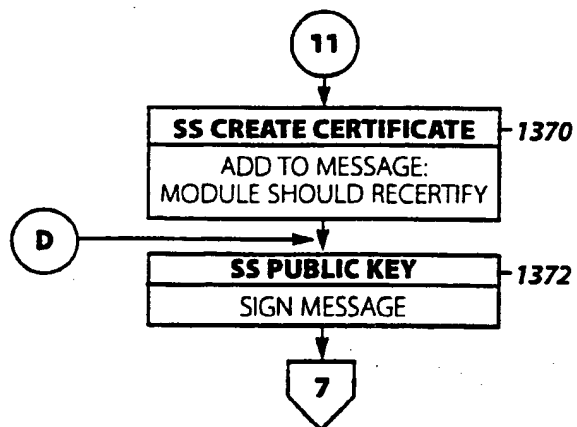 11
SS CREATE CERTIFICATE
1370
ADD TO MESSAGE:
MODULE SHOULD RECERTIFY
D
SS PUBLIC KEY
1372
SIGN MESSAGE
7